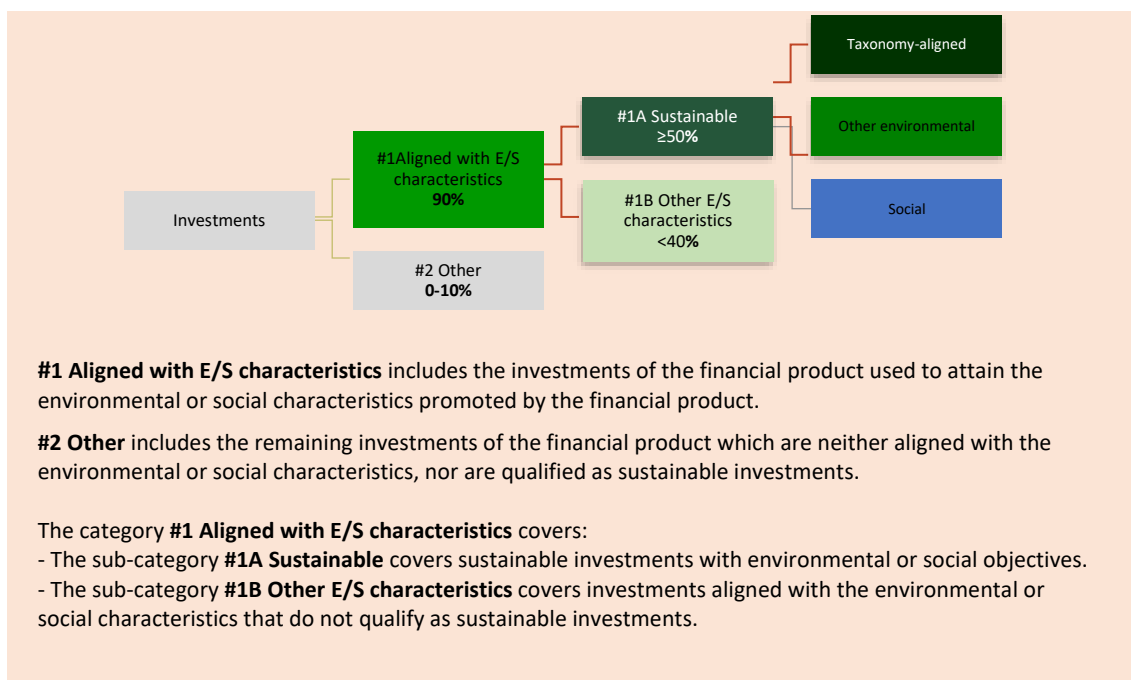 Taxonomy-aligned
#1A Sustainable
≥50%
Other environmental
#1Aligned with E/S
characteristics
90%
#1B Other E/S
characteristics
<40%
Social
Investments
#2 Other
0-10%
#1 Aligned with E/S characteristics includes the investments of the financial product used to attain the
environmental or social characteristics promoted by the financial product.
#2 Other includes the remaining investments of the financial product which are neither aligned with the
environmental or social characteristics, nor are qualified as sustainable investments.
The category #1 Aligned with E/S characteristics covers:
- The sub-category #1A Sustainable covers sustainable investments with environmental or social objectives.
- The sub-category #1B Other E/S characteristics covers investments aligned with the environmental or
social characteristics that do not qualify as sustainable investments.